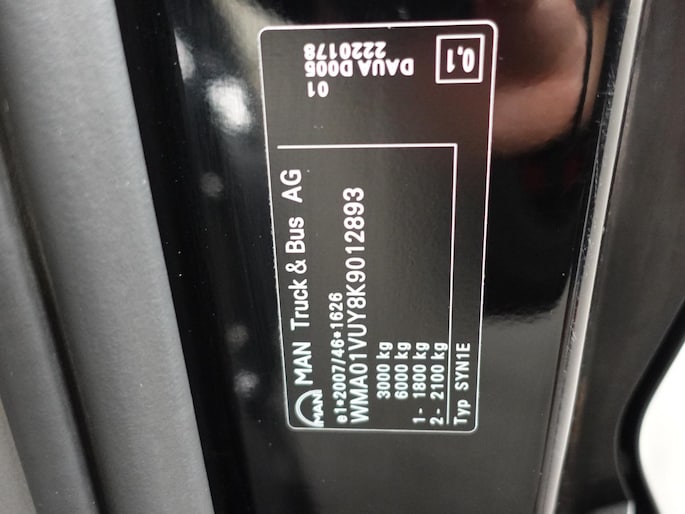 MAN
MAN Truck & Bus AG
e1*2007/46*1626
WMA01VUY8K9012893
3000 kg
6000 kg
1- 1800 kg
2- 2100 kg
Typ SYN1E
01
DAUA D005
2220178
0,1